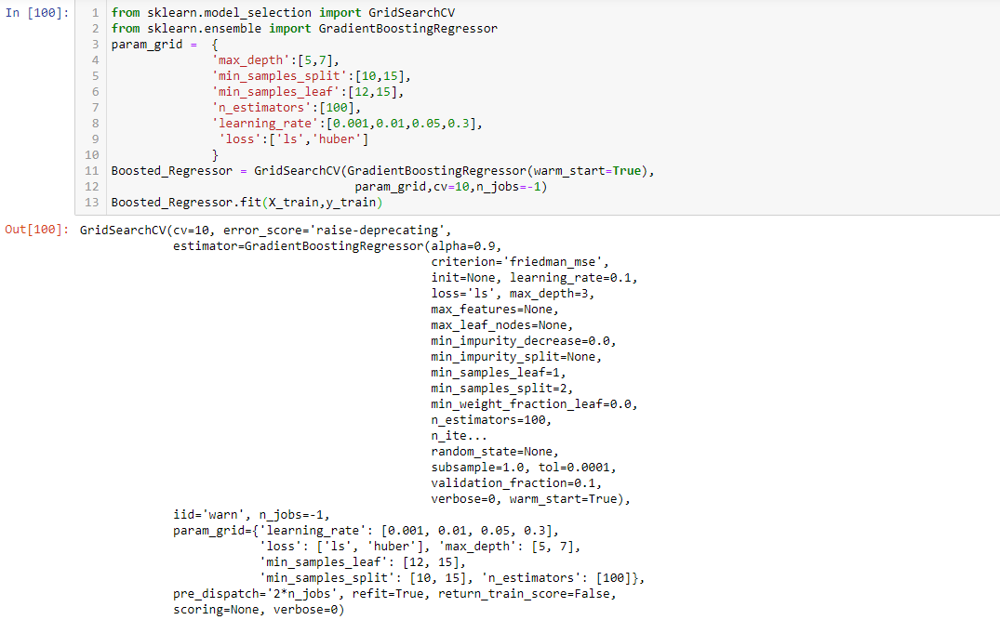 In [100]:
1 from sklearn.model_selection import GridSearchCV
2 from sklearn.ensemble import GradientBoostingRegressor
3 param_grid =  {
4               'max_depth':[5,7],
5               'min_samples_split':[10,15],
6               'min_samples_leaf':[12,15],
7               'n_estimators':[100],
8               'learning_rate':[0.001,0.01,0.05,0.3],
9                'loss':['ls','huber']
10               }
11 Boosted_Regressor = GridSearchCV(GradientBoostingRegressor(warm_start=True),
12                                   param_grid,cv=10,n_jobs=-1)
13 Boosted_Regressor.fit(X_train,y_train)
Out[100]: GridSearchCV(cv=10, error_score='raise-deprecating',
             estimator=GradientBoostingRegressor(alpha=0.9,
                                                 criterion='friedman_mse',
                                                 init=None, learning_rate=0.1,
                                                 loss='ls', max_depth=3,
                                                 max_features=None,
                                                 max_leaf_nodes=None,
                                                 min_impurity_decrease=0.0,
                                                 min_impurity_split=None,
                                                 min_samples_leaf=1,
                                                 min_samples_split=2,
                                                 min_weight_fraction_leaf=0.0,
                                                 n_estimators=100,
                                                 n_ite...
                                                 random_state=None,
                                                 subsample=1.0, tol=0.0001,
                                                 validation_fraction=0.1,
                                                 verbose=0, warm_start=True),
             iid='warn', n_jobs=-1,
             param_grid={'learning_rate': [0.001, 0.01, 0.05, 0.3],
                         'loss': ['ls', 'huber'], 'max_depth': [5, 7],
                         'min_samples_leaf': [12, 15],
                         'min_samples_split': [10, 15], 'n_estimators': [100]},
             pre_dispatch='2*n_jobs', refit=True, return_train_score=False,
             scoring=None, verbose=0)